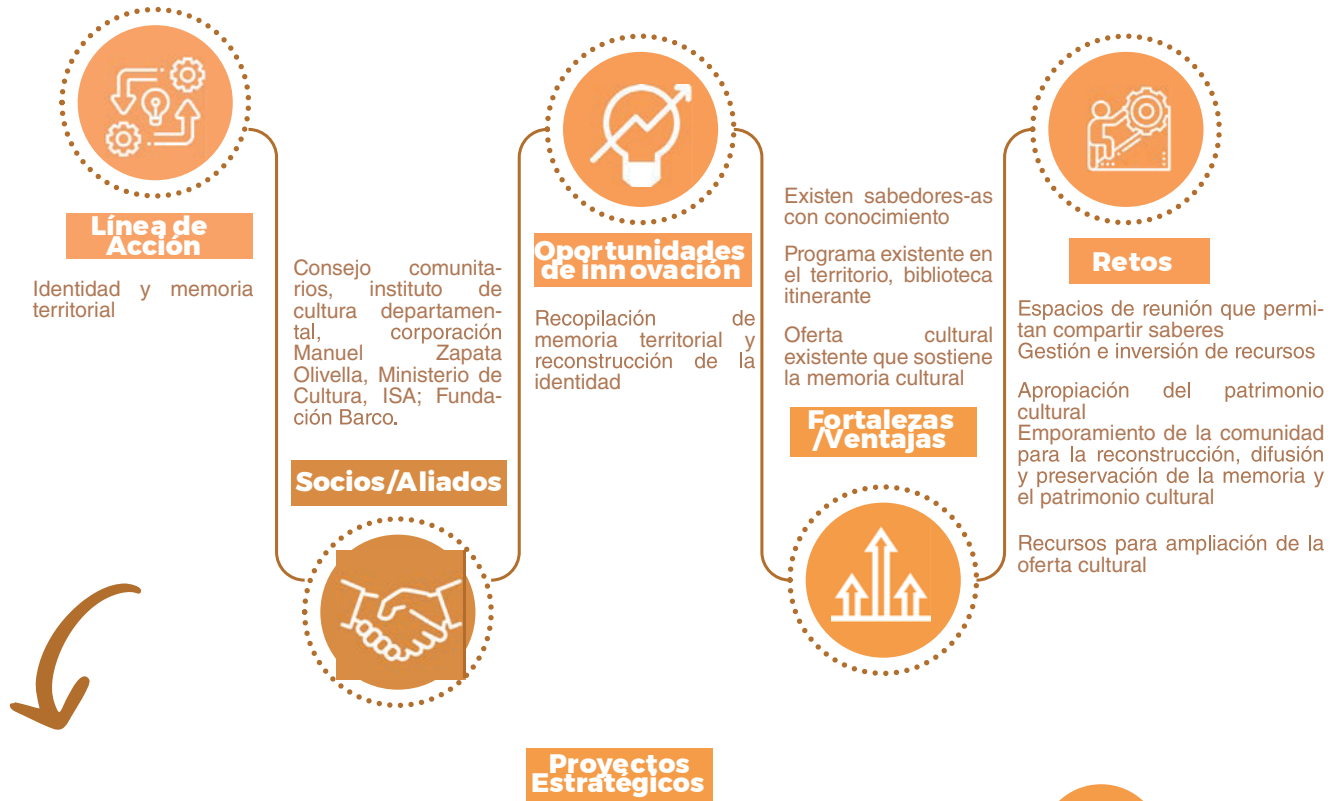 Línea de
Acción
Identidad y memoria
territorial
Consejo comunita-
rios, instituto de
cultura departamen-
tal, corporación
Manuel Zapata
Olivella, Ministerio de
Cultura, ISA; Funda-
ción Barco.
Socios/Aliados
Oportunidades
de innovación
Recopilación de
memoria territorial y
reconstrucción de la
identidad
Existen sabedores-as
con conocimiento
Programa existente en
el territorio, biblioteca
itinerante
Oferta cultural
existente que sostiene
la memoria cultural
Fortalezas
/Ventajas
Retos
Espacios de reunión que permi-
tan compartir saberes
Gestión e inversión de recursos
Apropiación del patrimonio
cultural
Emporamiento de la comunidad
para la reconstrucción, difusión
y preservación de la memoria y
el patrimonio cultural
Recursos para ampliación de la
oferta cultural
Proyectos
Estratégicos